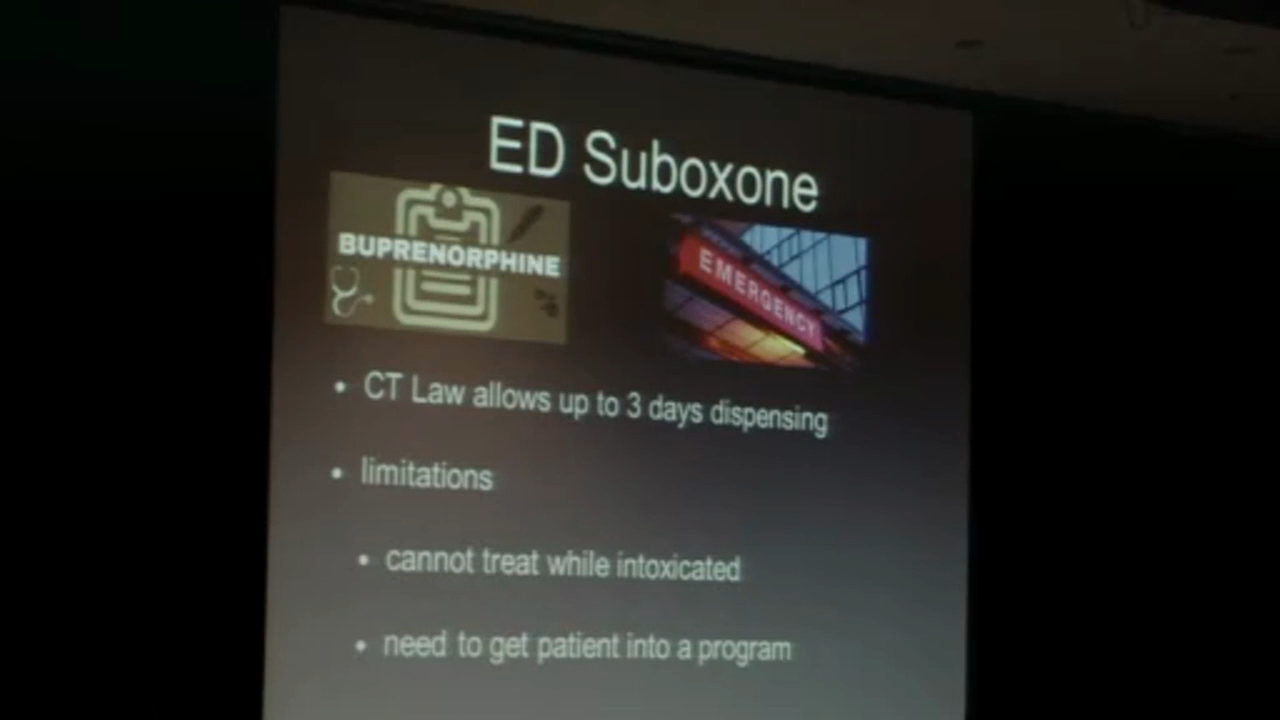 ED Suboxone
BUPRENORPHINE
EMERGENCY
• CT Law allows up to 3 days dispensing
• limitations
• cannot treat while intoxicated
• need to get patient into a program